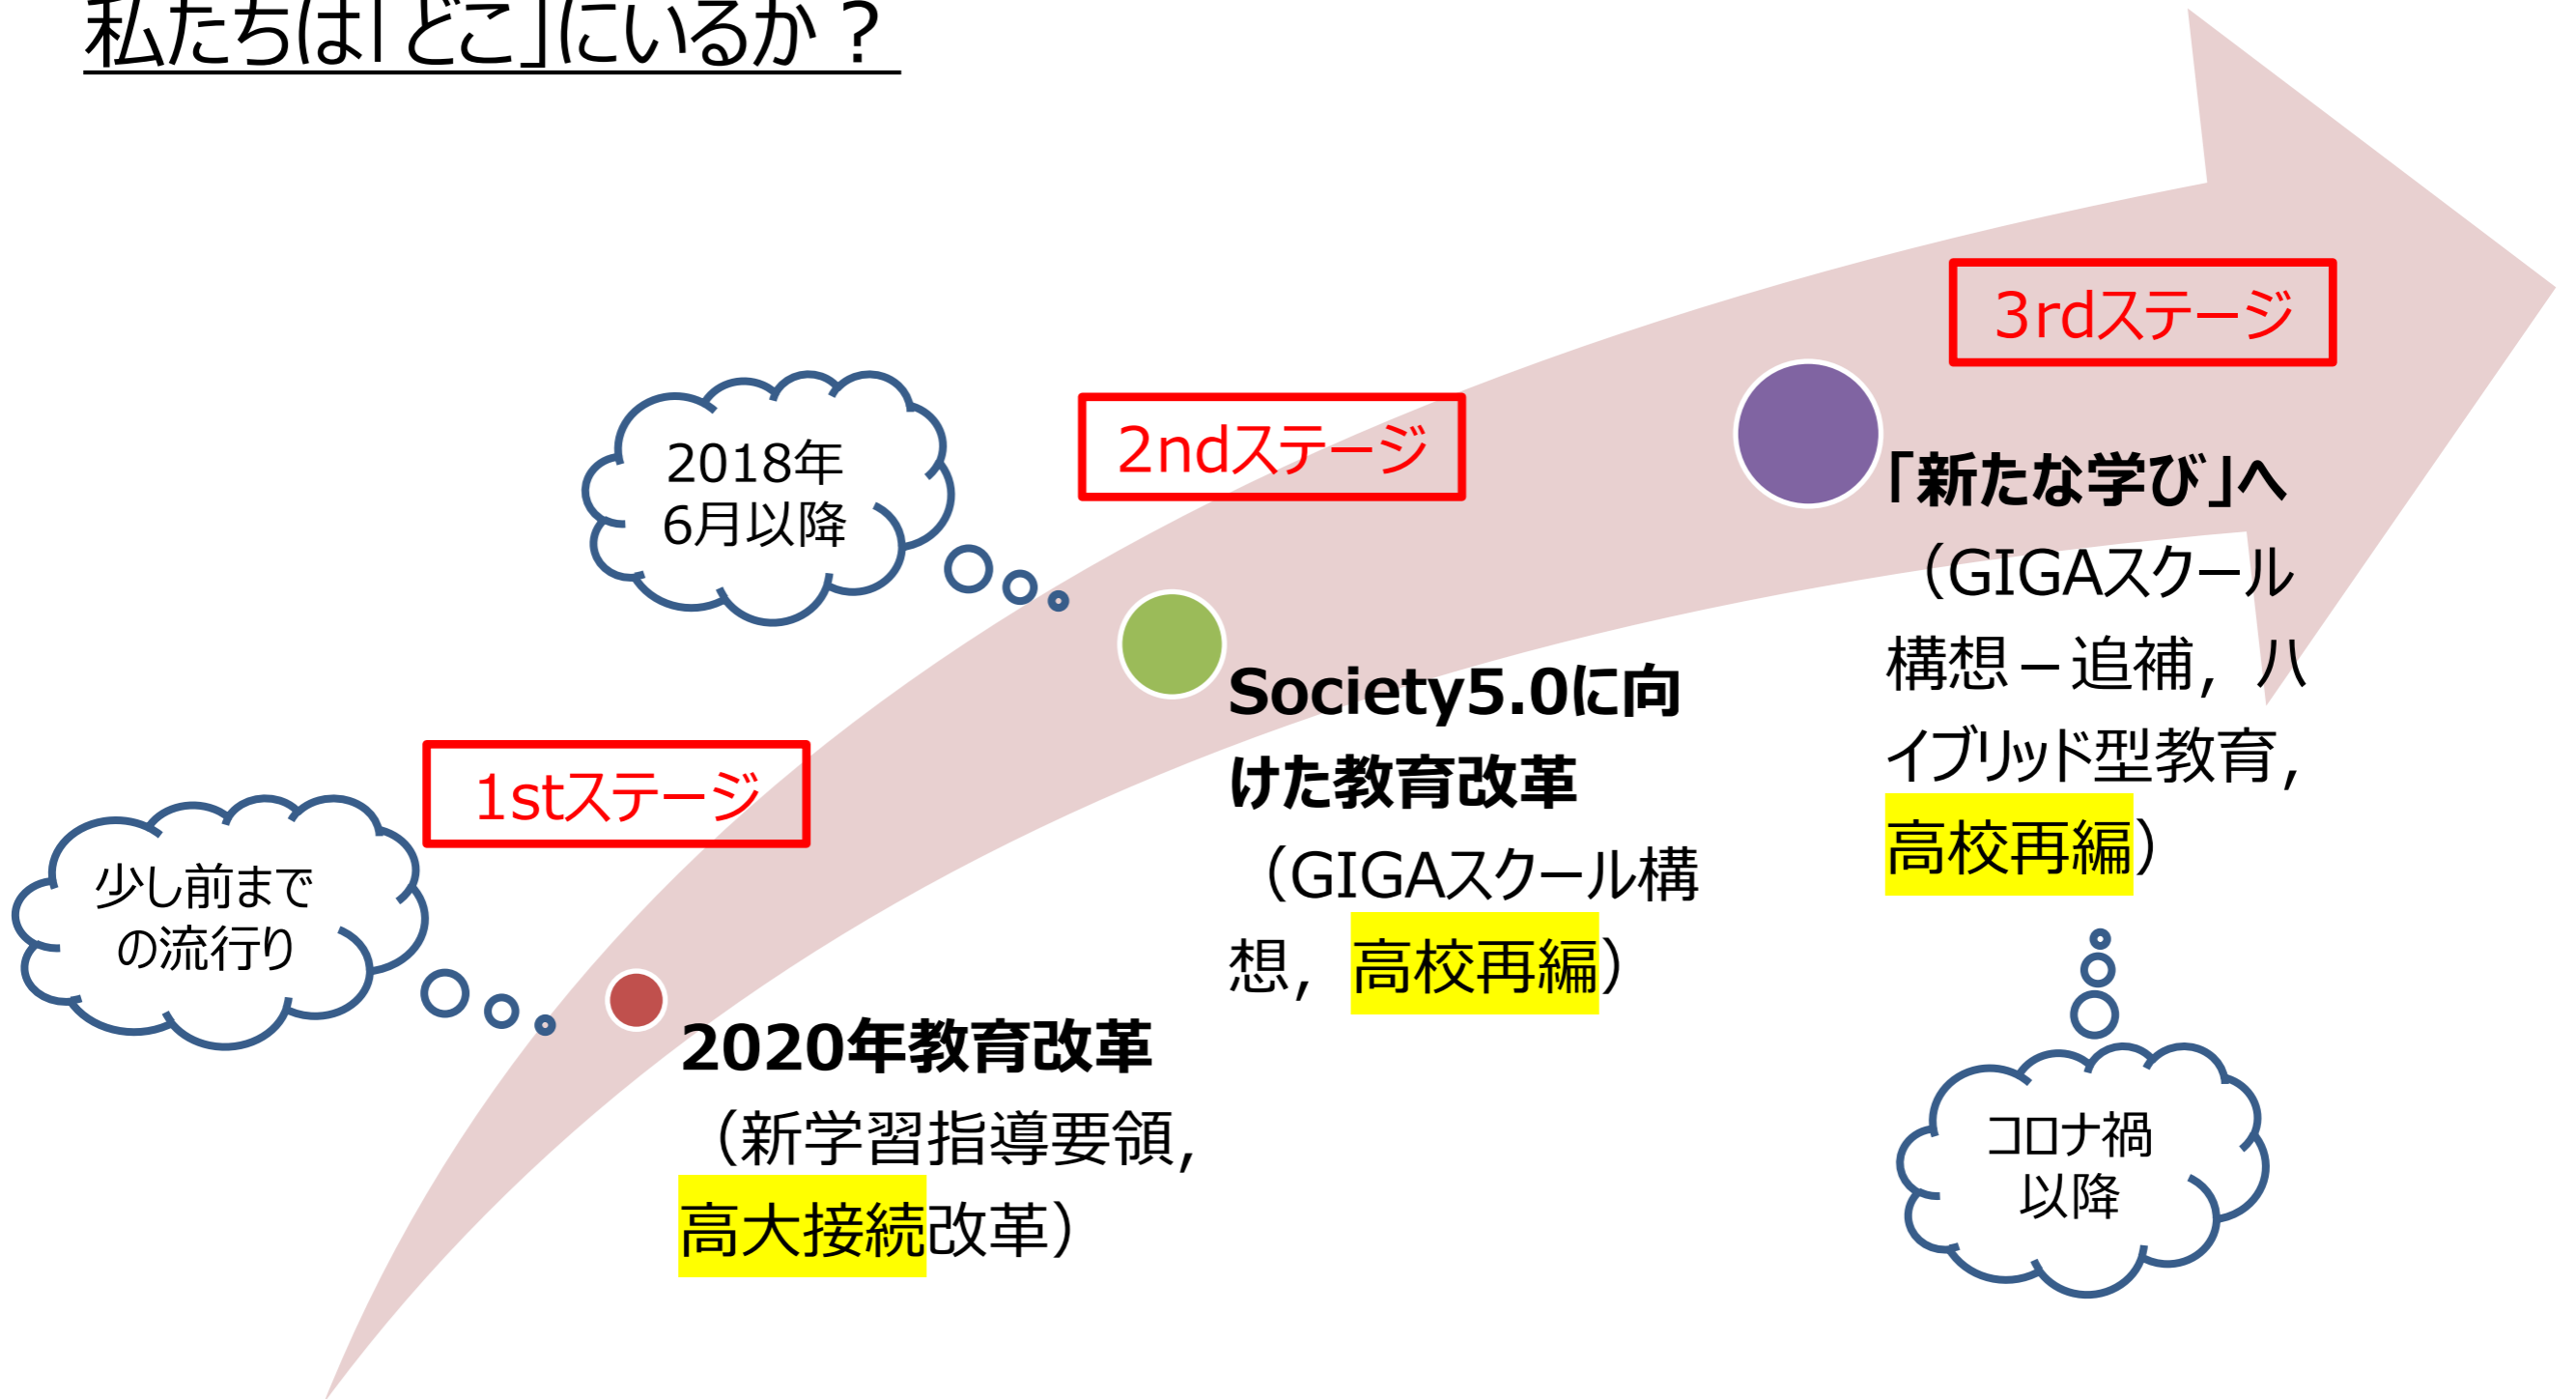 私たちは「どこ」にいるか？
3rdステージ
2018年
6月以降
2ndステージ
「新たな学び」へ
（GIGAスクール
構想－追補，ハ
イブリッド型教育，
高校再編）
Society5.0に向
けた教育改革
（GIGAスクール構
想，高校再編）
1stステージ
少し前まで
の流行り
2020年教育改革
（新学習指導要領，
高大接続改革）
コロナ禍
以降